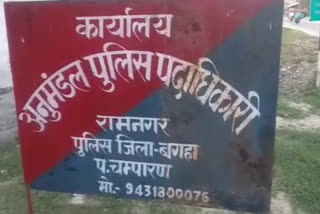 कार्यालय
अनुमंडल पुलिस पदाधिकारी
रामनगर
पुलिस जिला-बगहा
प.चम्पारण
मो.- 9431800076